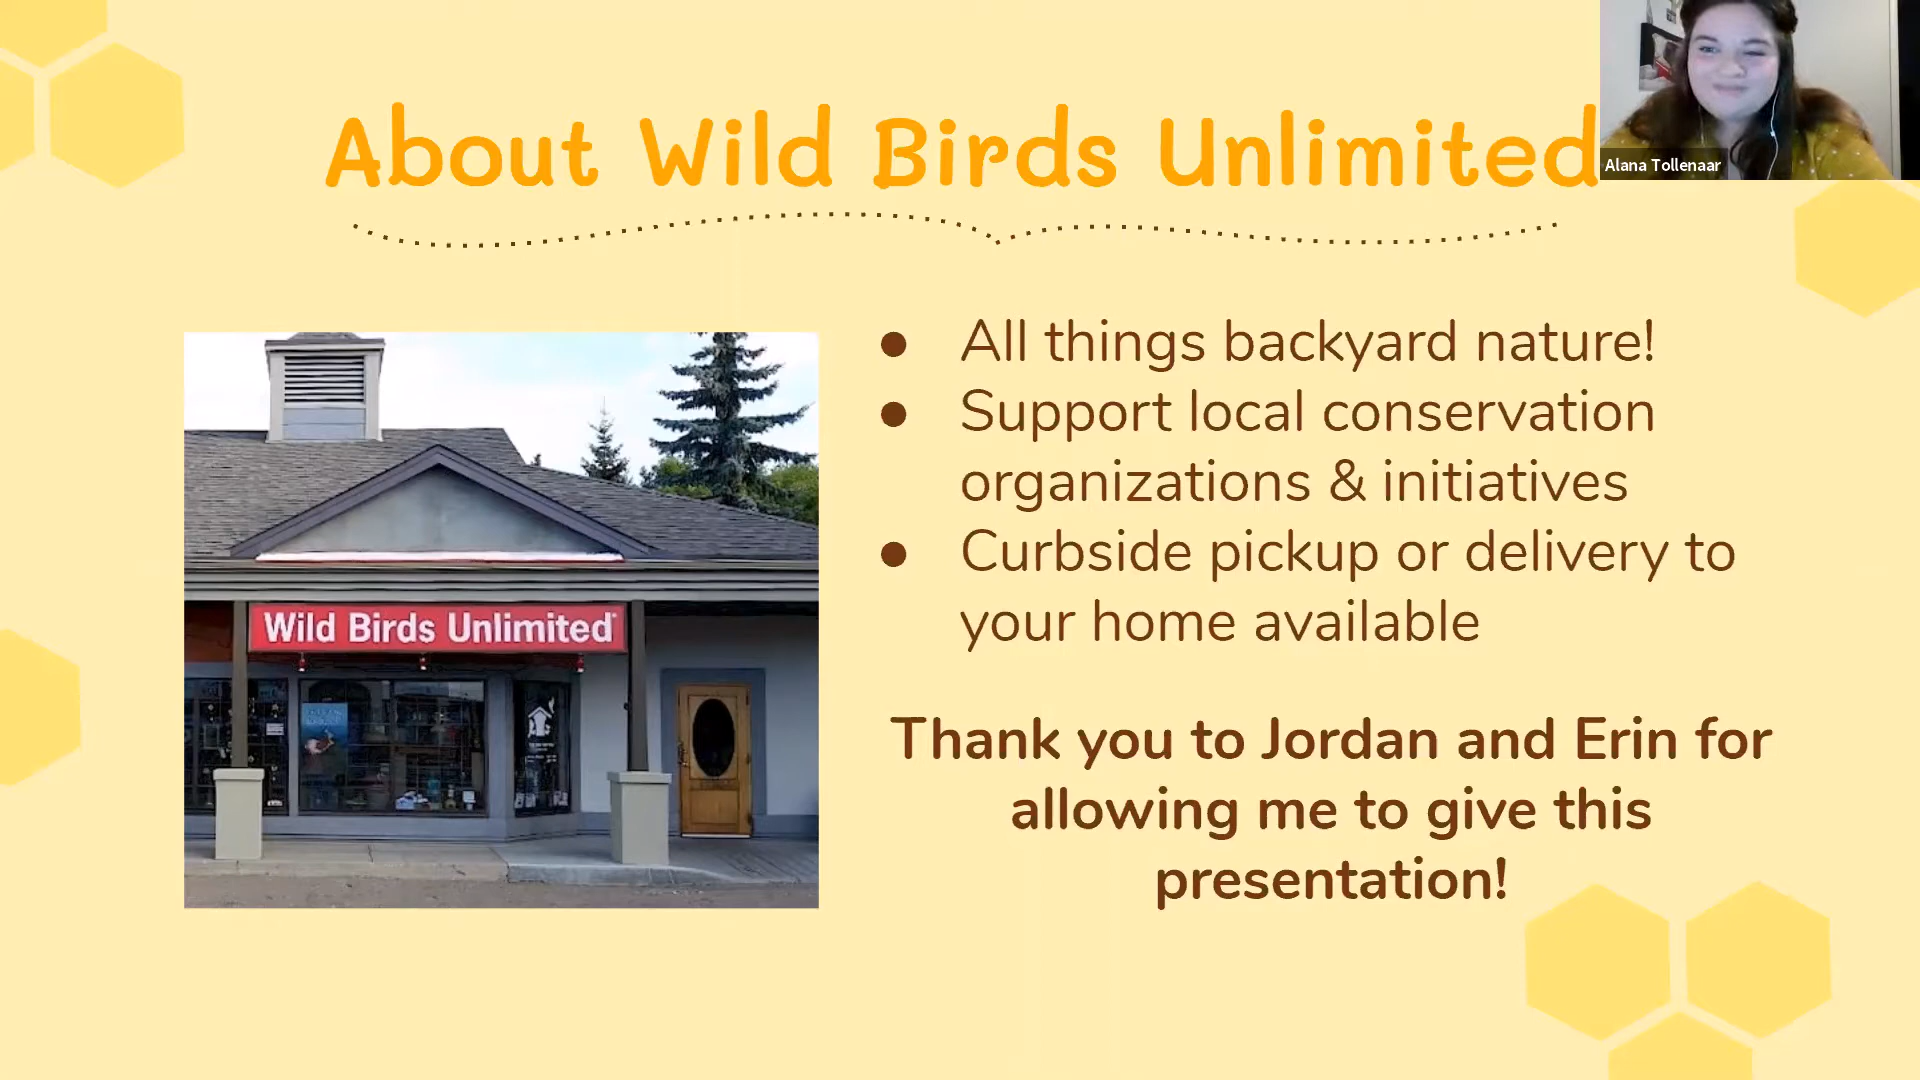 About Wild Birds Unlimited
Alana Tollenaar
● All things backyard nature!
● Support local conservation
organizations & initiatives
● Curbside pickup or delivery to
your home available
Wild Birds Unlimited®
Thank you to Jordan and Erin for
allowing me to give this
presentation!